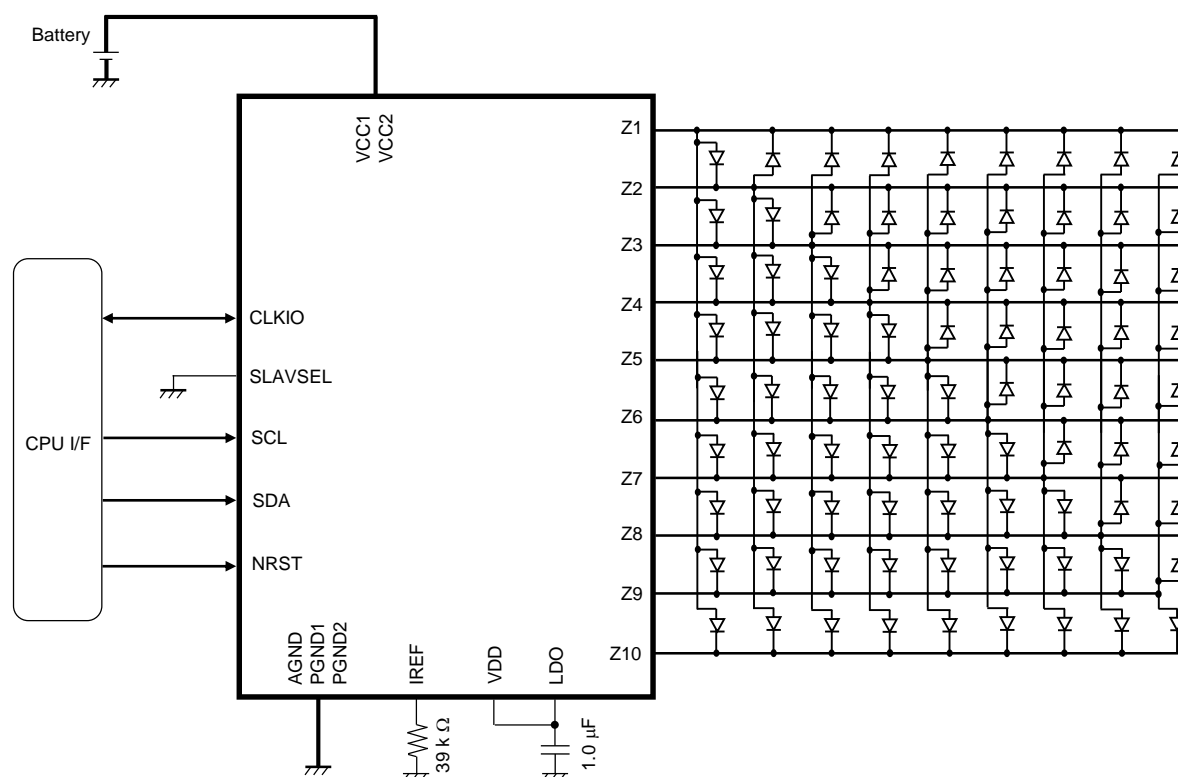 Battery
VCC1
VCC2
Z1
Z2
Z3
Z4
Z5
Z6
Z7
Z8
Z9
Z10
CPU I/F
CLKIO
SLAVSEL
SCL
SDA
NRST
AGND
PGND1
PGND2
IREF
VDD
LDO
39 k Ω
1.0 μF